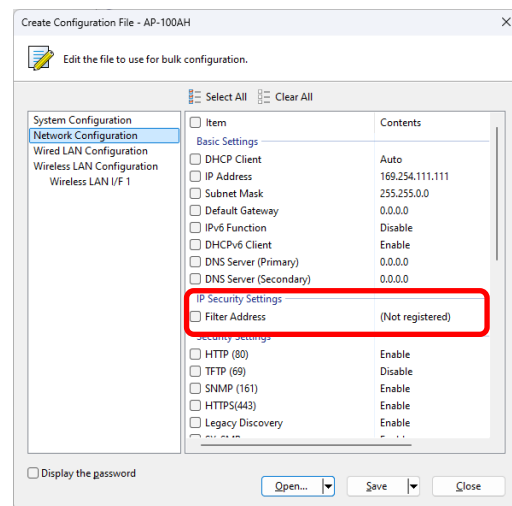 Create Configuration File - AP-100AH
Edit the file to use for bulk configuration.
Select All Clear All
System Configuration
Network Configuration
Wired LAN Configuration
Wireless LAN Configuration
Wireless LAN I/F 1
Item Contents
Basic Settings
DHCP Client Auto
IP Address 169.254.111.111
Subnet Mask 255.255.0.0
Default Gateway 0.0.0.0
IPv6 Function Disable
DHCPv6 Client Enable
DNS Server (Primary) 0.0.0.0
DNS Server (Secondary) 0.0.0.0
IP Security Settings
Filter Address (Not registered)
Security Settings
HTTP (80) Enable
TFTP (69) Disable
SNMP (161) Enable
HTTPS(443) Enable
Legacy Discovery Enable
Display the password
Open... Save Close